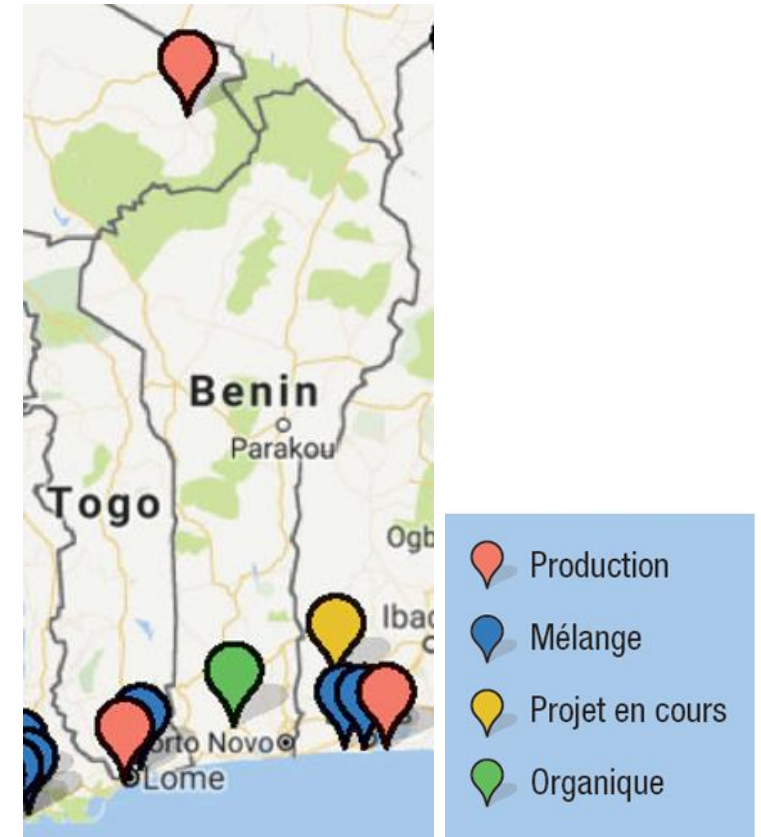 Benin
Parakou
Togo
Ogb
Ibad
orto Novo
Lome
Production
Mélange
Projet en cours
Organique